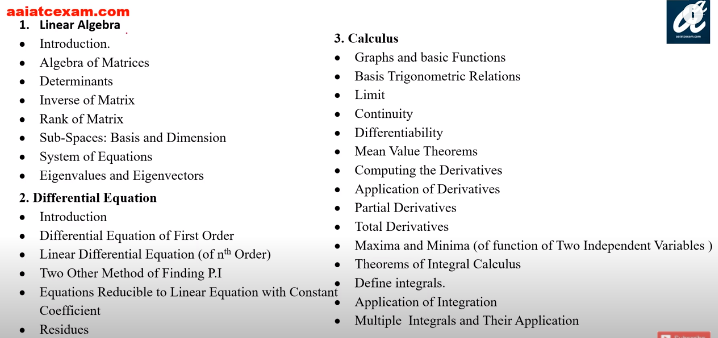 aaiatcexam.com
1. Linear Algebra
• Introduction.
• Algebra of Matrices
• Determinants
• Inverse of Matrix
• Rank of Matrix
• Sub-Spaces: Basis and Dimension
• System of Equations
• Eigenvalues and Eigenvectors
2. Differential Equation
• Introduction
• Differential Equation of First Order
• Linear Differential Equation (of nth Order)
• Two Other Method of Finding P.I
• Equations Reducible to Linear Equation with Constant
Coefficient
• Residues
3. Calculus
• Graphs and basic Functions
• Basis Trigonometric Relations
• Limit
• Continuity
• Differentiability
• Mean Value Theorems
• Computing the Derivatives
• Application of Derivatives
• Partial Derivatives
• Total Derivatives
• Maxima and Minima (of function of Two Independent Variables )
• Theorems of Integral Calculus
• Define integrals.
• Application of Integration
• Multiple Integrals and Their Application